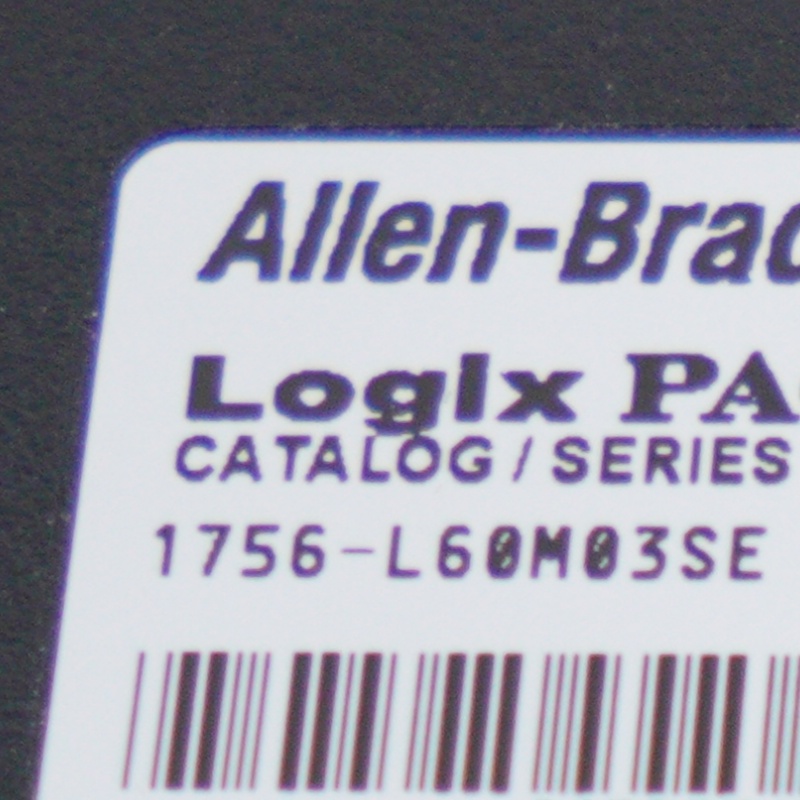 Allen-Brad
Logix PA
CATALOG / SERIES
1756-L60M03SE